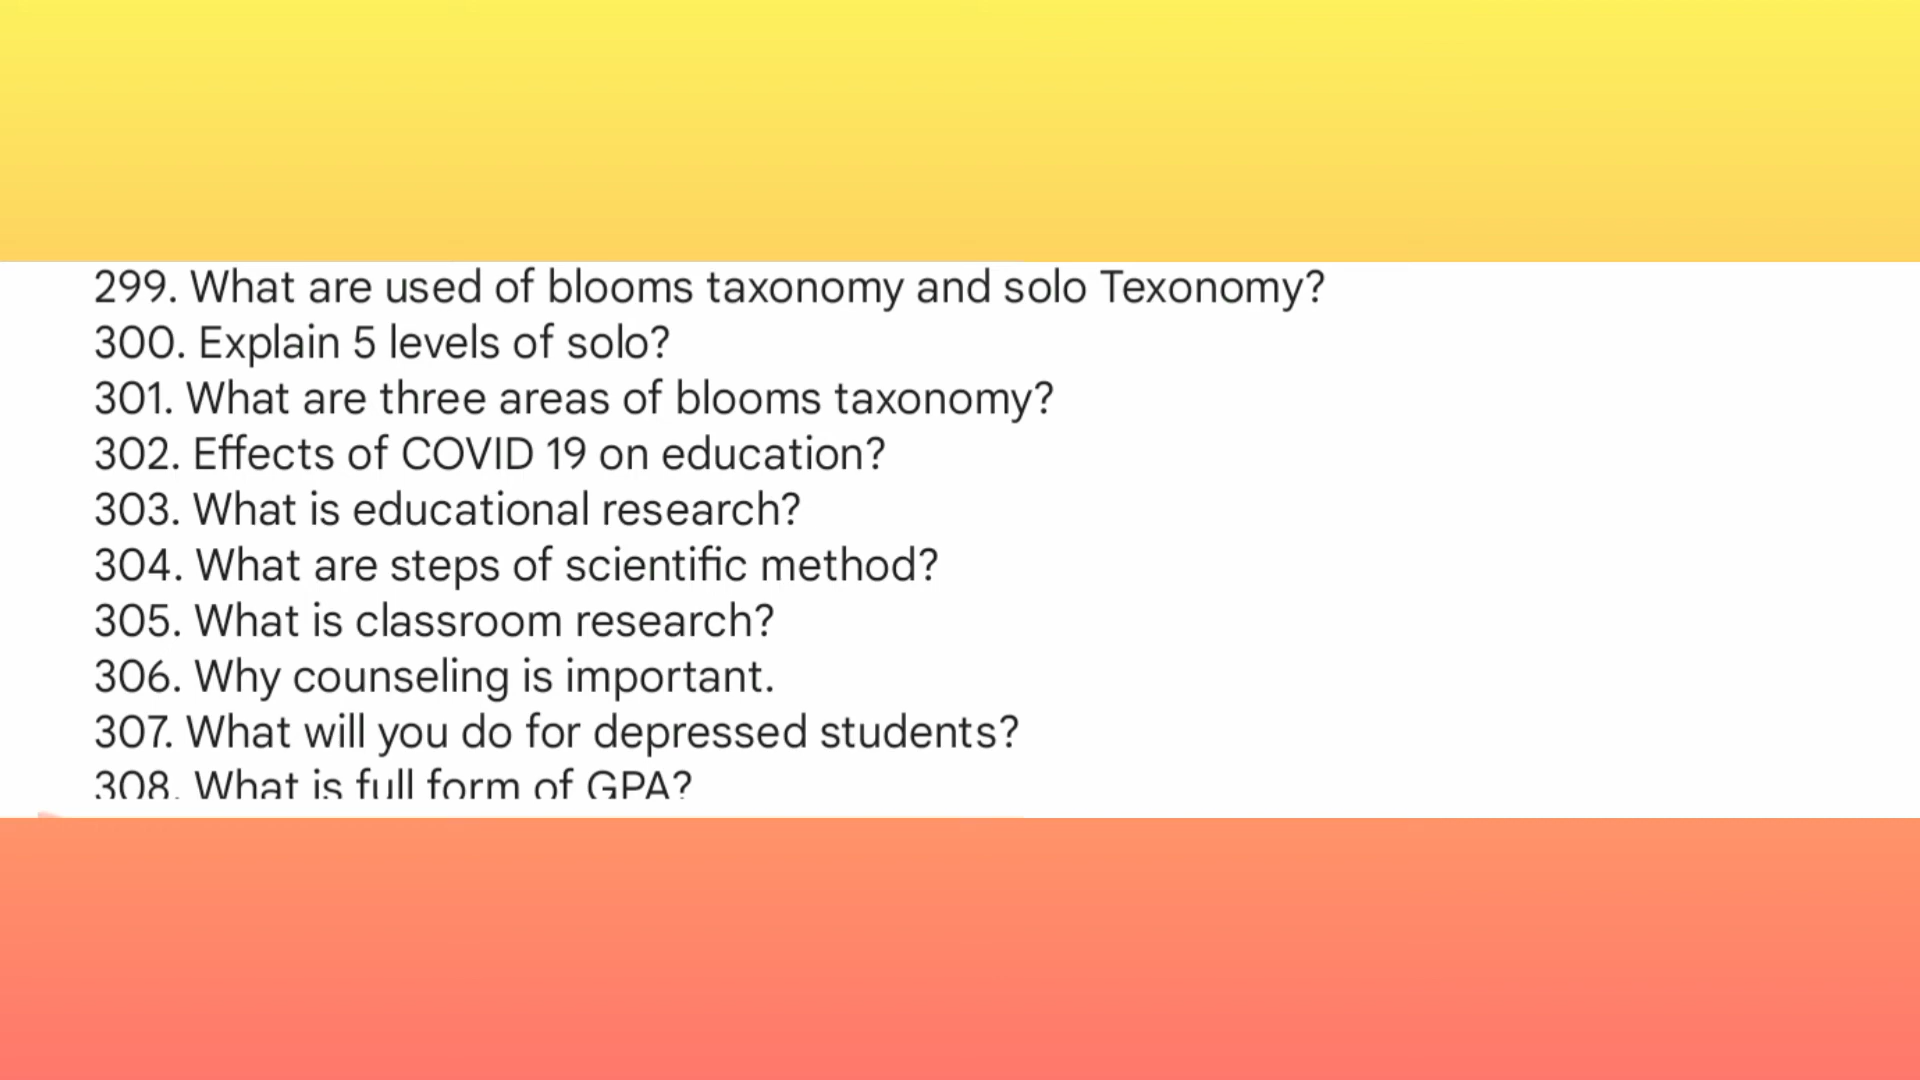 299. What are used of blooms taxonomy and solo Texonomy?
300. Explain 5 levels of solo?
301. What are three areas of blooms taxonomy?
302. Effects of COVID 19 on education?
303. What is educational research?
304. What are steps of scientific method?
305. What is classroom research?
306. Why counseling is important.
307. What will you do for depressed students?
308. What is full form of GPA?